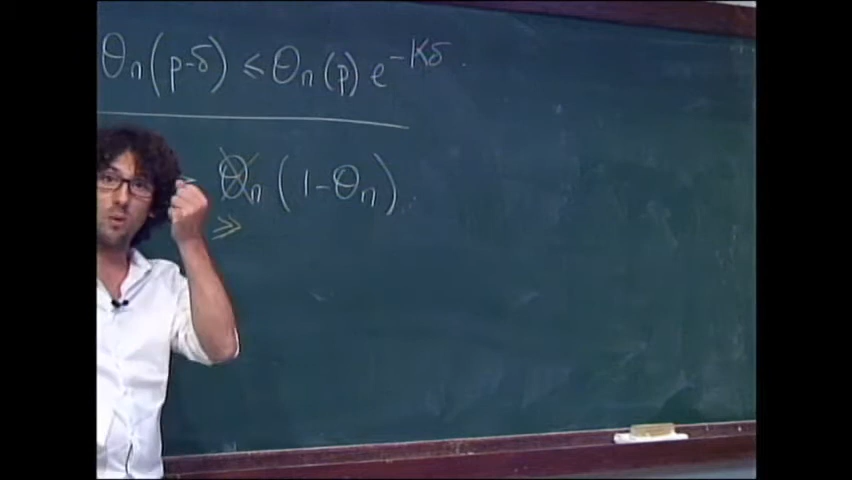 θn(p-δ) ≤ θn(p) e^{-Kδ}.
θn (1-θn).
≫